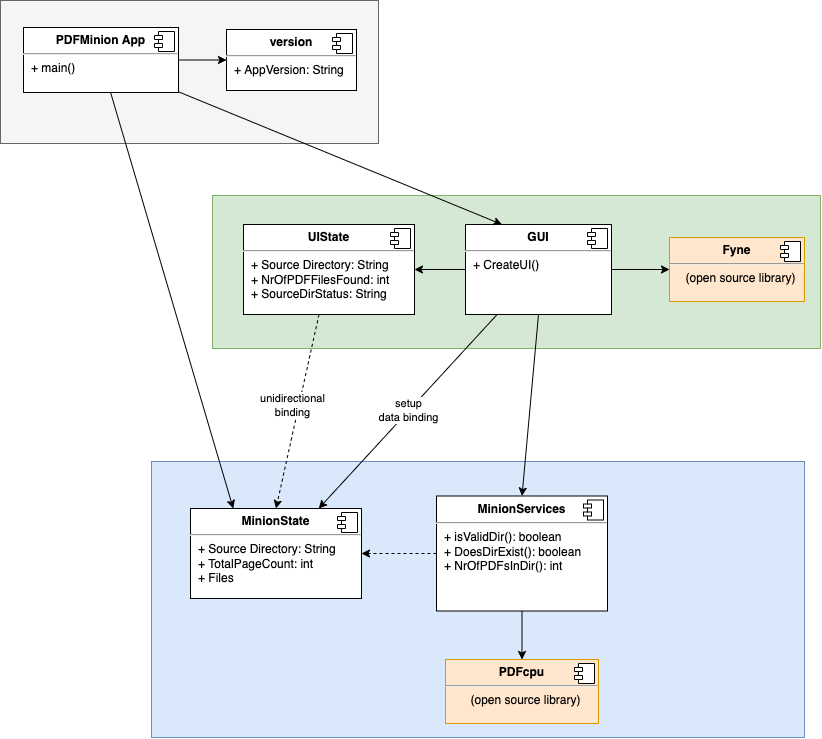 PDFMinion App
+ main()
version
+ AppVersion: String
UIState
+ Source Directory: String
+ NrOfPDFFilesFound: int
+ SourceDirStatus: String
GUI
+ CreateUI()
Fyne
(open source library)
unidirectional
binding
setup
data binding
MinionState
+ Source Directory: String
+ TotalPageCount: int
+ Files
MinionServices
+ isValidDir(): boolean
+ DoesDirExist(): boolean
+ NrOfPDFsInDir(): int
PDFcpu
(open source library)